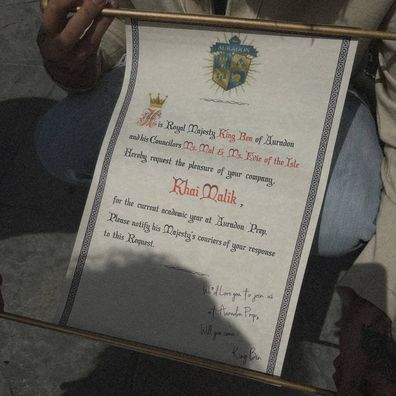 AURADON
His Royal Majesty King Ben of Auradon
and his Councilors Ms. Mal & Ms. Evie of the Isle
Hereby request the pleasure of your company,
Khai Malik ,
for the current academic year at Auradon Prep.
Please notify his Majesty's couriers of your response
to this Request.
We'd Love you to join us
at Auradon Prep,
Will you come?
King Ben